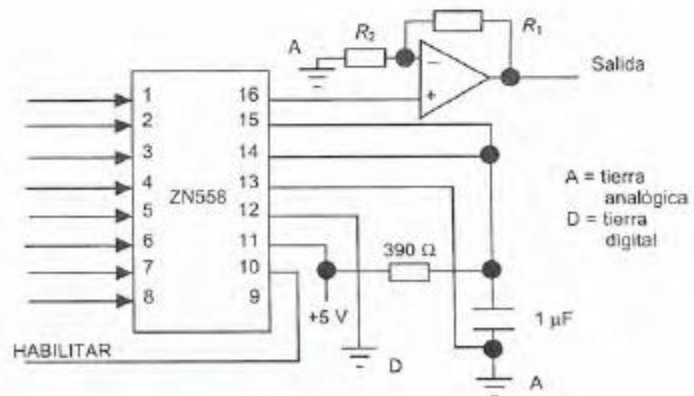 A
R2
R1
Salida
1
2
3
4
5
6
7
8
ZN558
16
15
14
13
12
11
10
9
390 Ω
+5 V
D
1 µF
A
A = tierra
analógica
D = tierra
digital
HABILITAR